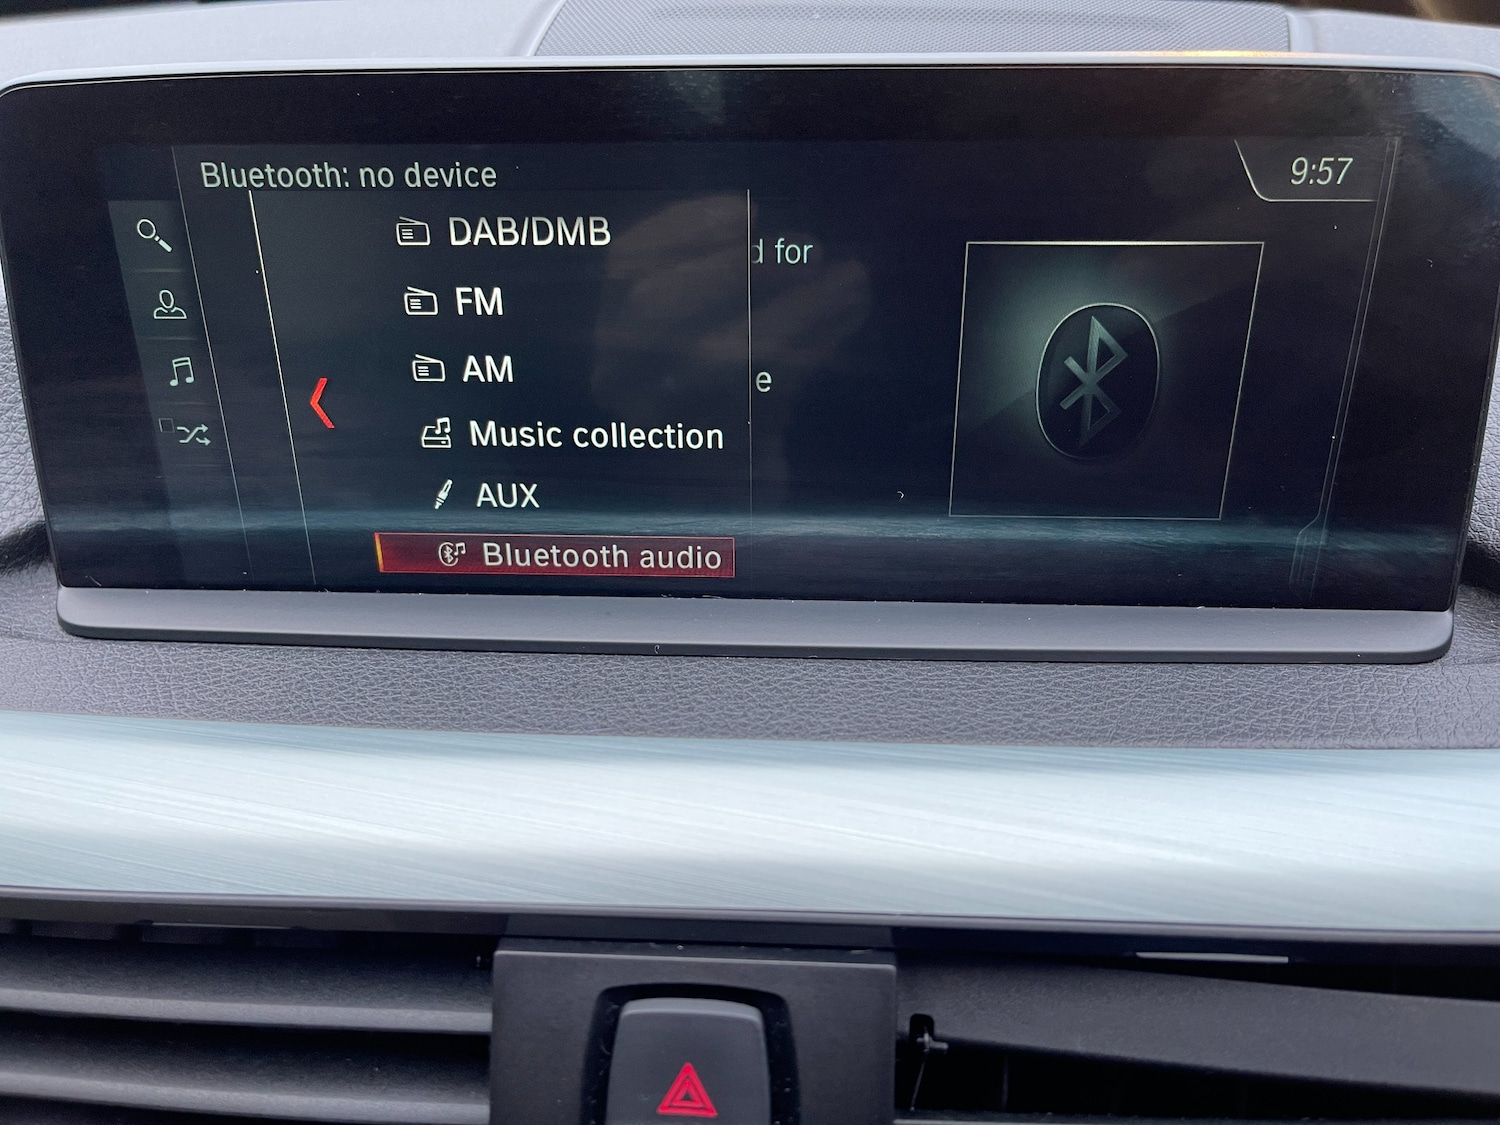 Bluetooth: no device
9:57
DAB/DMB
for
FM
AM
Music collection
AUX
Bluetooth audio